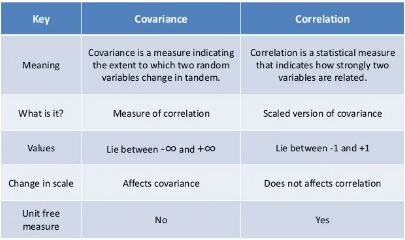 Key Covariance Correlation
Meaning
Covariance is a measure indicating
the extent to which two random
variables change in tandem.
Correlation is a statistical measure
that indicates how strongly two
variables are related.
What is it? Measure of correlation Scaled version of covariance
Values Lie between -∞ and +∞ Lie between -1 and +1
Change in scale Affects covariance Does not affects correlation
Unit free
measure
No Yes